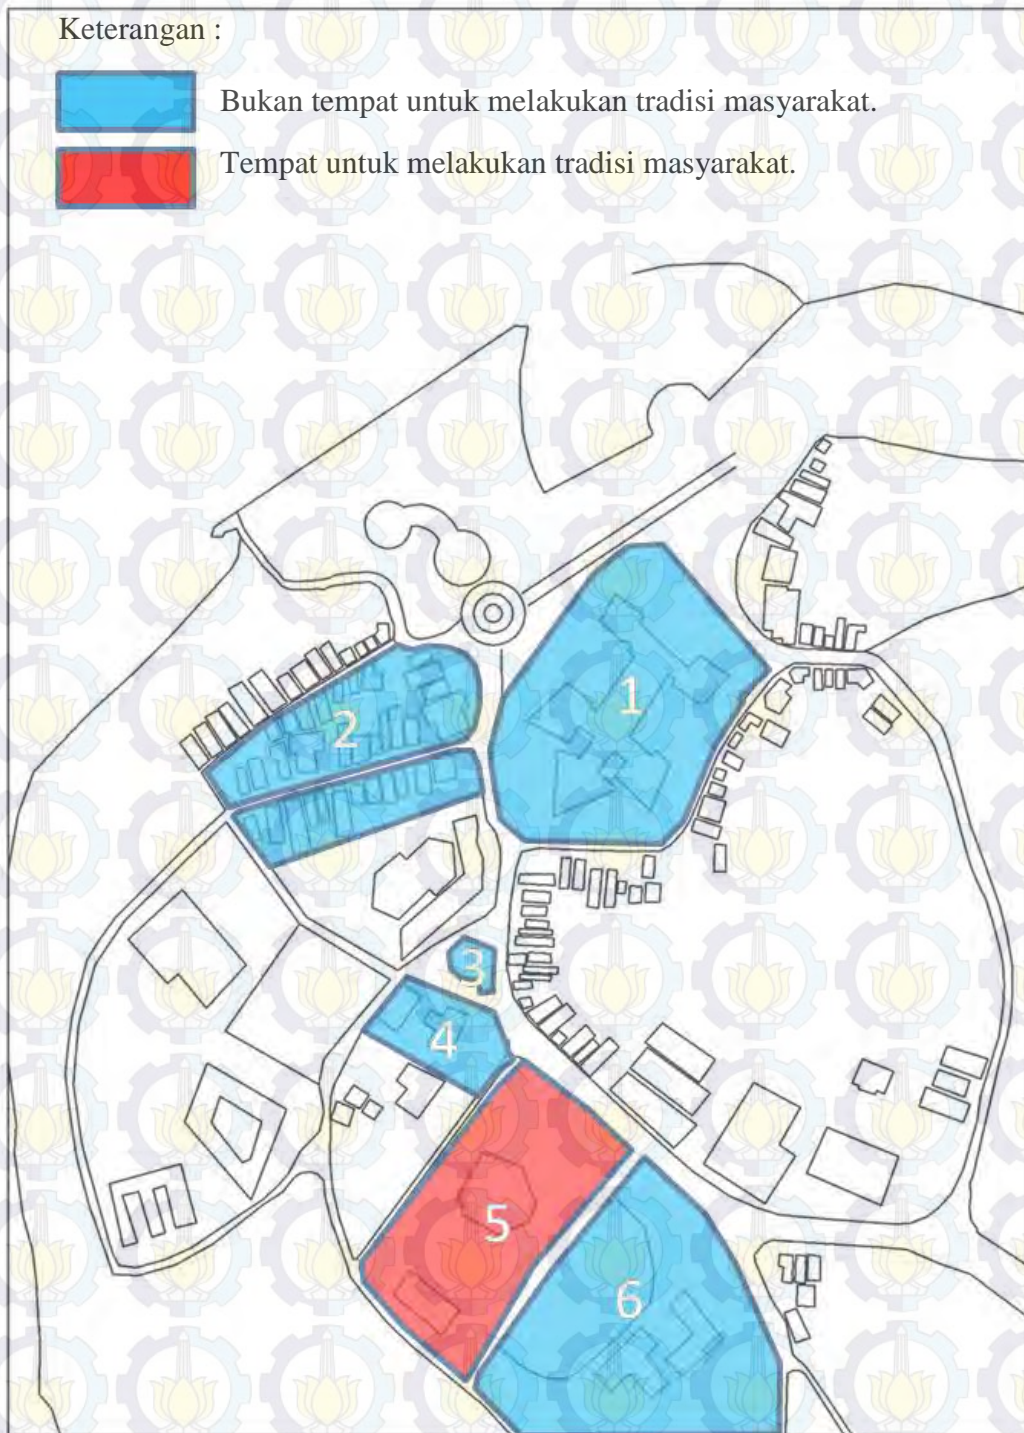 Keterangan :
Bukan tempat untuk melakukan tradisi masyarakat.
Tempat untuk melakukan tradisi masyarakat.
1
2
3
4
5
6